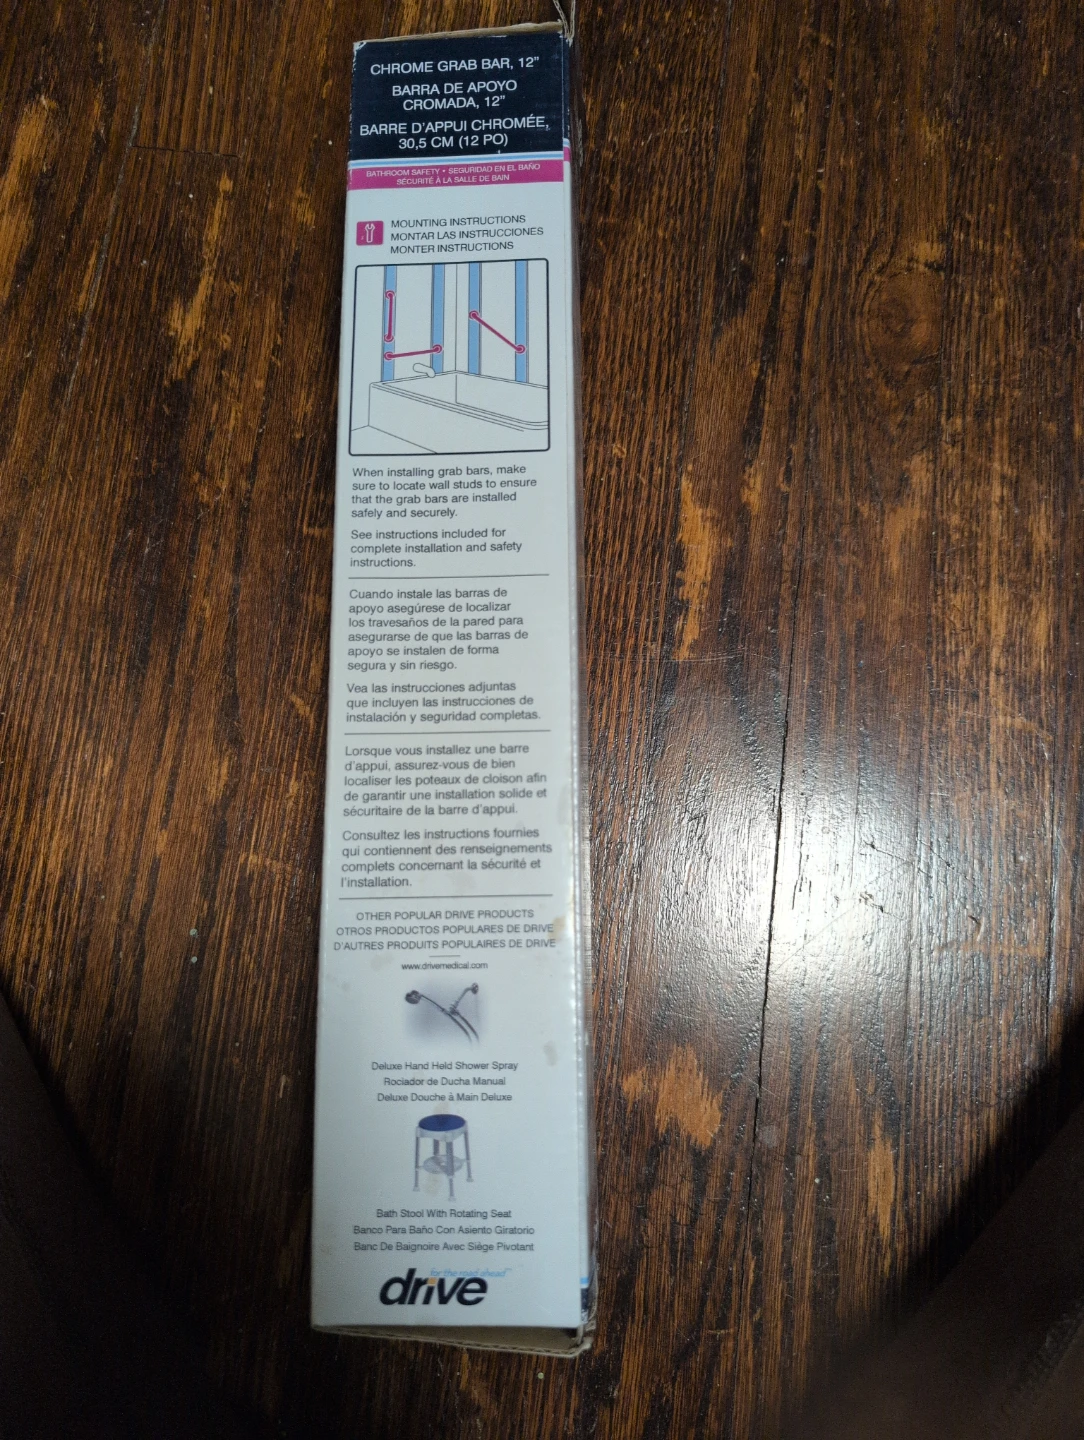 CHROME GRAB BAR, 12"
BARRA DE APOYO
CROMADA, 12"
BARRE D'APPUI CHROMÉE,
30,5 CM (12 PO)
BATHROOM SAFETY • SEGURIDAD EN EL BAÑO
SÉCURITÉ À LA SALLE DE BAIN
MOUNTING INSTRUCTIONS
MONTAR LAS INSTRUCCIONES
MONTER INSTRUCTIONS
When installing grab bars, make
sure to locate wall studs to ensure
that the grab bars are installed
safely and securely.
See instructions included for
complete installation and safety
instructions.
Cuando instale las barras de
apoyo asegúrese de localizar
los travesaños de la pared para
asegurarse de que las barras de
apoyo se instalen de forma
segura y sin riesgo.
Vea las instrucciones adjuntas
que incluyen las instrucciones de
instalación y seguridad completas.
Lorsque vous installez une barre
d'appui, assurez-vous de bien
localiser les poteaux de cloison afin
de garantir une installation solide et
sécuritaire de la barre d'appui.
Consultez les instructions fournies
qui contiennent des renseignements
complets concernant la sécurité et
l'installation.
OTHER POPULAR DRIVE PRODUCTS
OTROS PRODUCTOS POPULARES DE DRIVE
D'AUTRES PRODUITS POPULAIRES DE DRIVE
www.drivemedical.com
Deluxe Hand Held Shower Spray
Rociador de Ducha Manual
Deluxe Douche à Main Deluxe
Bath Stool With Rotating Seat
Banco Para Baño Con Asiento Giratorio
Banc De Baignoire Avec Siège Pivotant
for the road ahead™
drive